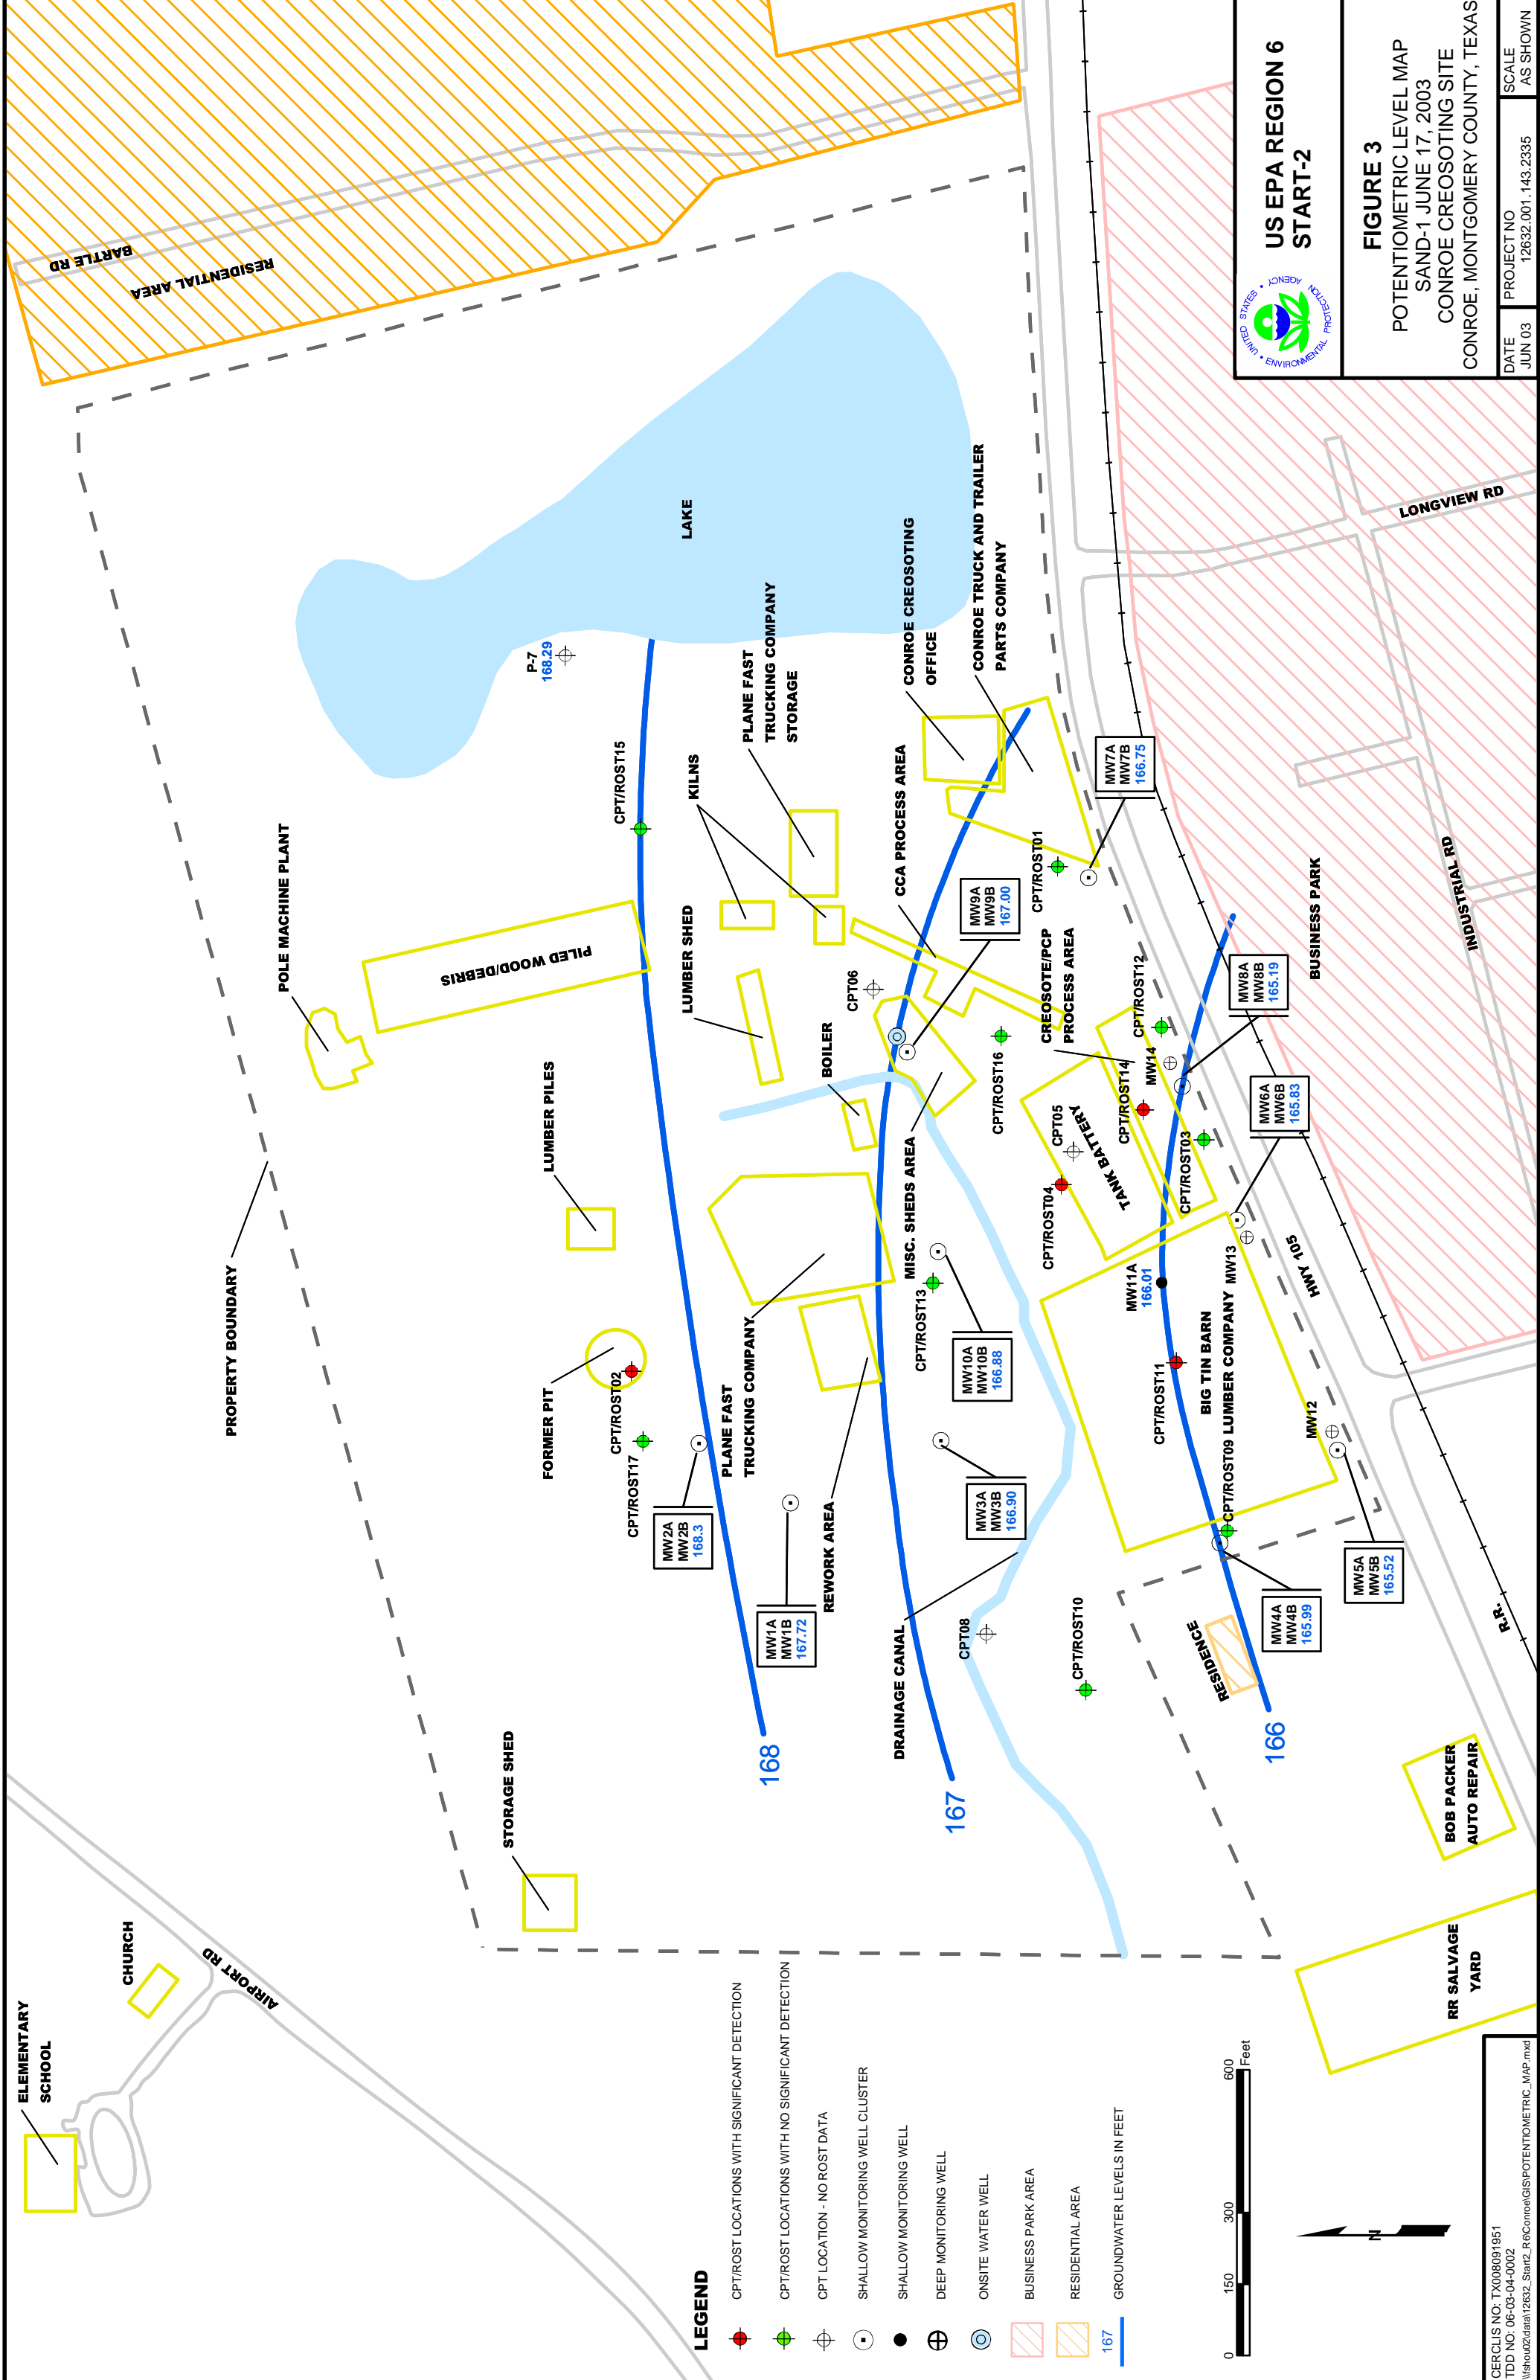 ELEMENTARY
SCHOOL
CHURCH
AIRPORT RD
STORAGE SHED
PROPERTY BOUNDARY
POLE MACHINE PLANT
PILED WOOD/DEBRIS
LUMBER PILES
FORMER PIT
CPT/ROST02
CPT/ROST17
MW2A
MW2B
168.3
MW1A
MW1B
167.72
PLANE FAST
TRUCKING COMPANY
REWORK AREA
LUMBER SHED
KILNS
BOILER
CPT/ROST15
P-7
168.29
LAKE
BARTLE RD
RESIDENTIAL AREA
PLANE FAST
TRUCKING COMPANY
STORAGE
CONROE CREOSOTING
OFFICE
CONROE TRUCK AND TRAILER
PARTS COMPANY
CCA PROCESS AREA
CPT06
MW9A
MW9B
167.00
CPT/ROST01
MW7A
MW7B
166.75
MISC. SHEDS AREA
CPT/ROST16
CREOSOTE/PCP
PROCESS AREA
CPT/ROST12
MW14
CPT/ROST14
CPT05
TANK BATTERY
CPT/ROST04
CPT/ROST03
MW8A
MW8B
165.19
MW6A
MW6B
165.83
MW13
CPT/ROST13
MW10A
MW10B
166.88
MW3A
MW3B
166.90
MW11A
166.01
CPT/ROST11
BIG TIN BARN
LUMBER COMPANY
CPT/ROST09
MW12
MW5A
MW5B
165.52
MW4A
MW4B
165.99
RESIDENCE
CPT/ROST10
CPT08
DRAINAGE CANAL
168
167
166
HWY 105
R.R.
BUSINESS PARK
INDUSTRIAL RD
LONGVIEW RD
BOB PACKER
AUTO REPAIR
RR SALVAGE
YARD
LEGEND
CPT/ROST LOCATIONS WITH SIGNIFICANT DETECTION
CPT/ROST LOCATIONS WITH NO SIGNIFICANT DETECTION
CPT LOCATION - NO ROST DATA
SHALLOW MONITORING WELL CLUSTER
SHALLOW MONITORING WELL
DEEP MONITORING WELL
ONSITE WATER WELL
BUSINESS PARK AREA
RESIDENTIAL AREA
167 GROUNDWATER LEVELS IN FEET
0 150 300 600
Feet
N
CERCLIS NO: TX008091951
TDD NO: 06-03-04-0002
UNITED STATES • ENVIRONMENTAL PROTECTION AGENCY •
US EPA REGION 6
START-2
FIGURE 3
POTENTIOMETRIC LEVEL MAP
SAND-1 JUNE 17, 2003
CONROE CREOSOTING SITE
CONROE, MONTGOMERY COUNTY, TEXAS
DATE
JUN 03
PROJECT NO
12632.001.143.2335
SCALE
AS SHOWN